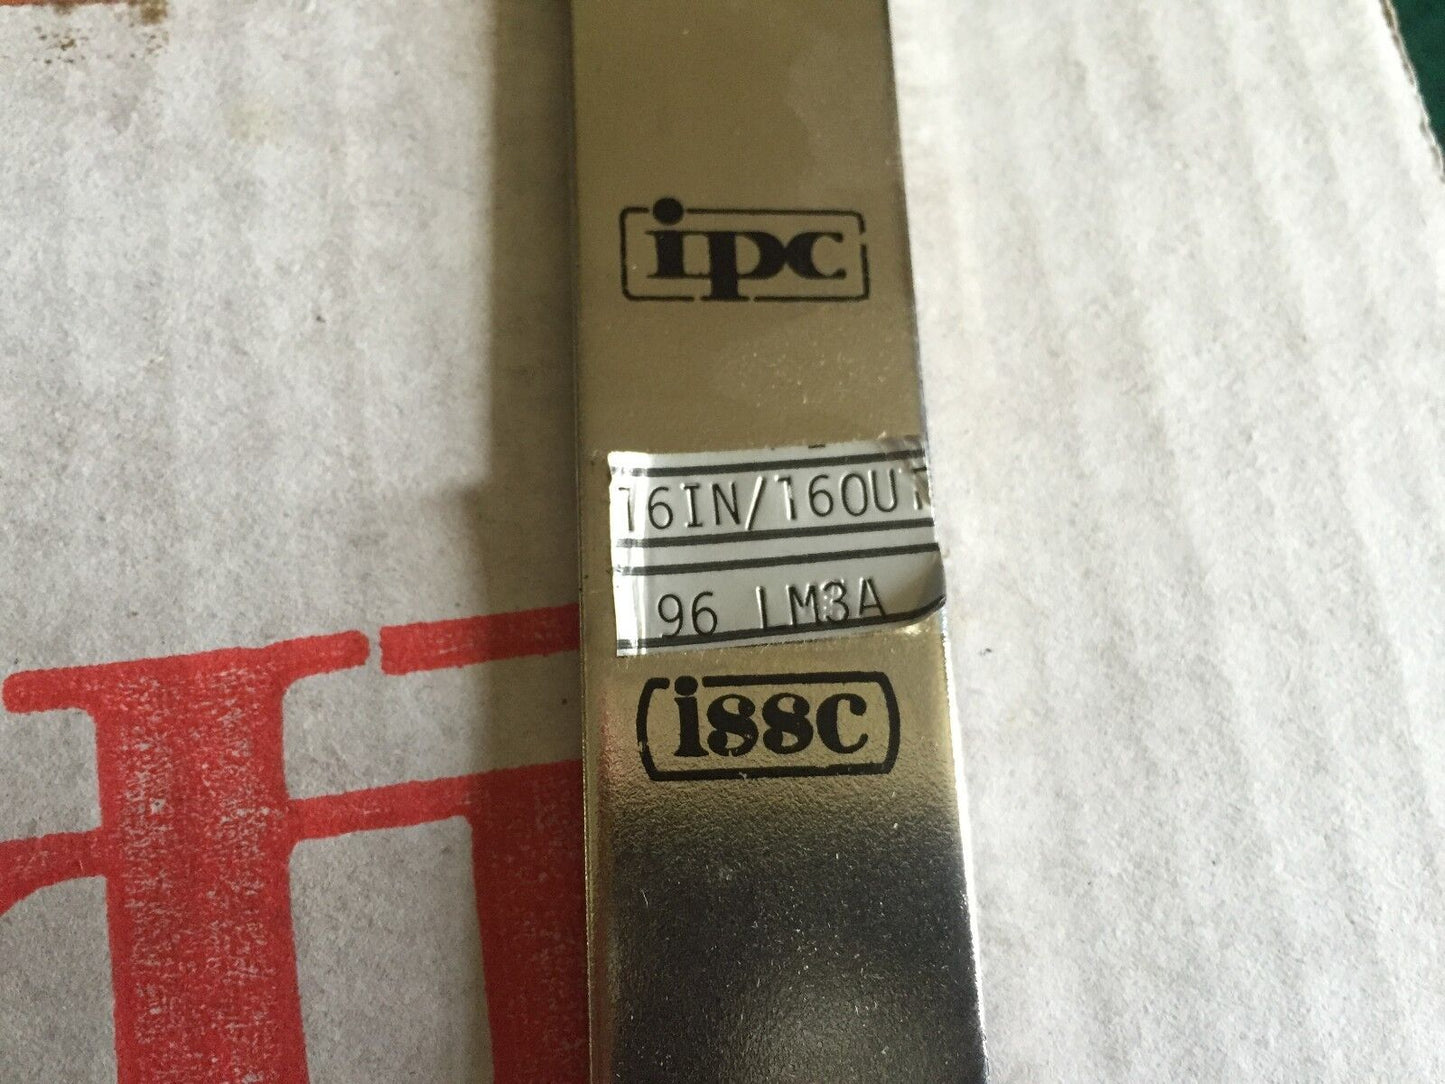 ipc
16IN/16OUT
96 LM3A
i88c